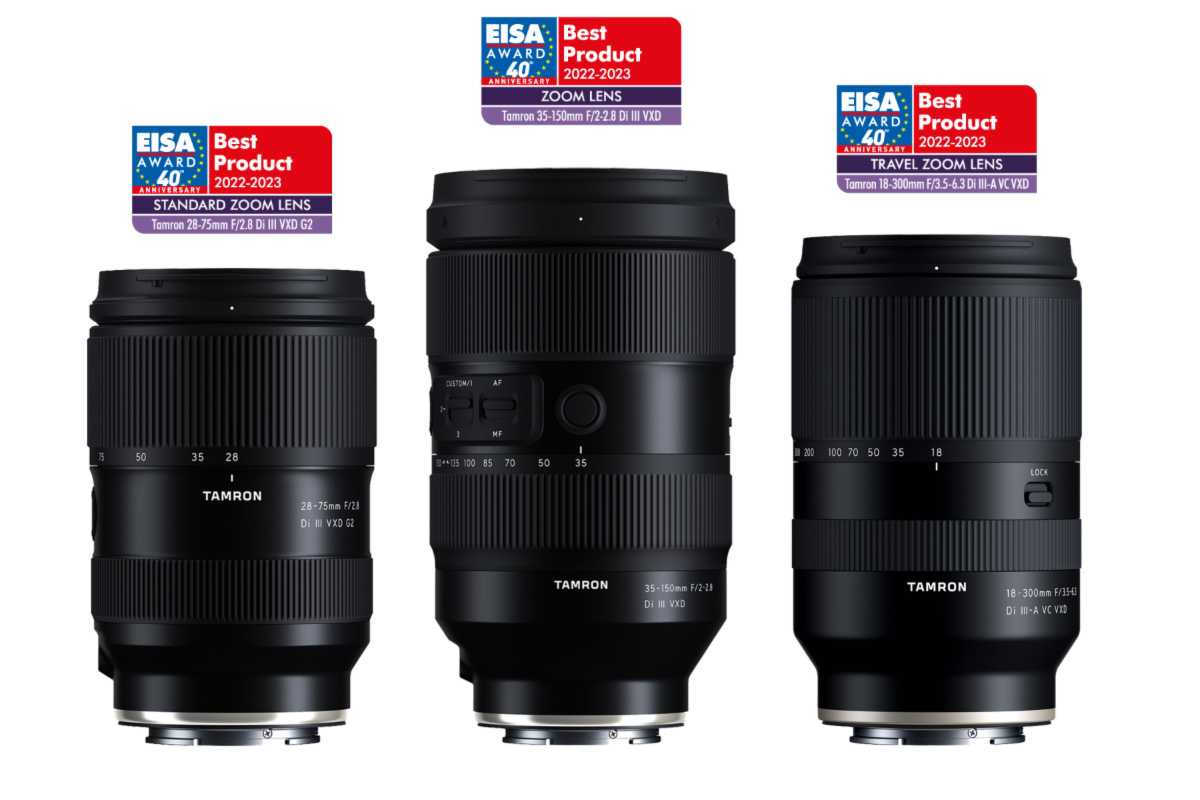 EISA
AWARD
40th
ANNIVERSARY
Best
Product
2022-2023
STANDARD ZOOM LENS
Tamron 28-75mm F/2.8 Di III VXD G2
75 50 35 28
TAMRON
28-75mm F/2.8
Di III VXD G2
EISA
AWARD
40th
ANNIVERSARY
Best
Product
2022-2023
ZOOM LENS
Tamron 35-150mm F/2-2.8 Di III VXD
CUSTOM/1 AF
2
3 MF
150 135 100 85 70 50 35
TAMRON
35-150mm F/2-2.8
Di III VXD
EISA
AWARD
40th
ANNIVERSARY
Best
Product
2022-2023
TRAVEL ZOOM LENS
Tamron 18-300mm F/3.5-6.3 Di III-A VC VXD
300 200 100 70 50 35 18
LOCK
TAMRON
18-300mm F/3.5-6.3
Di III-A VC VXD